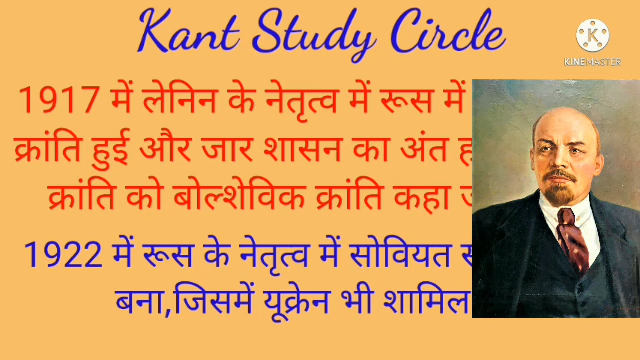 Kant Study Circle
K
KINEMASTER
1917 में लेनिन के नेतृत्व में रूस में
क्रांति हुई और जार शासन का अंत
क्रांति को बोल्शेविक क्रांति कहा
1922 में रूस के नेतृत्व में सोवियत
बना,जिसमें यूक्रेन भी शामिल